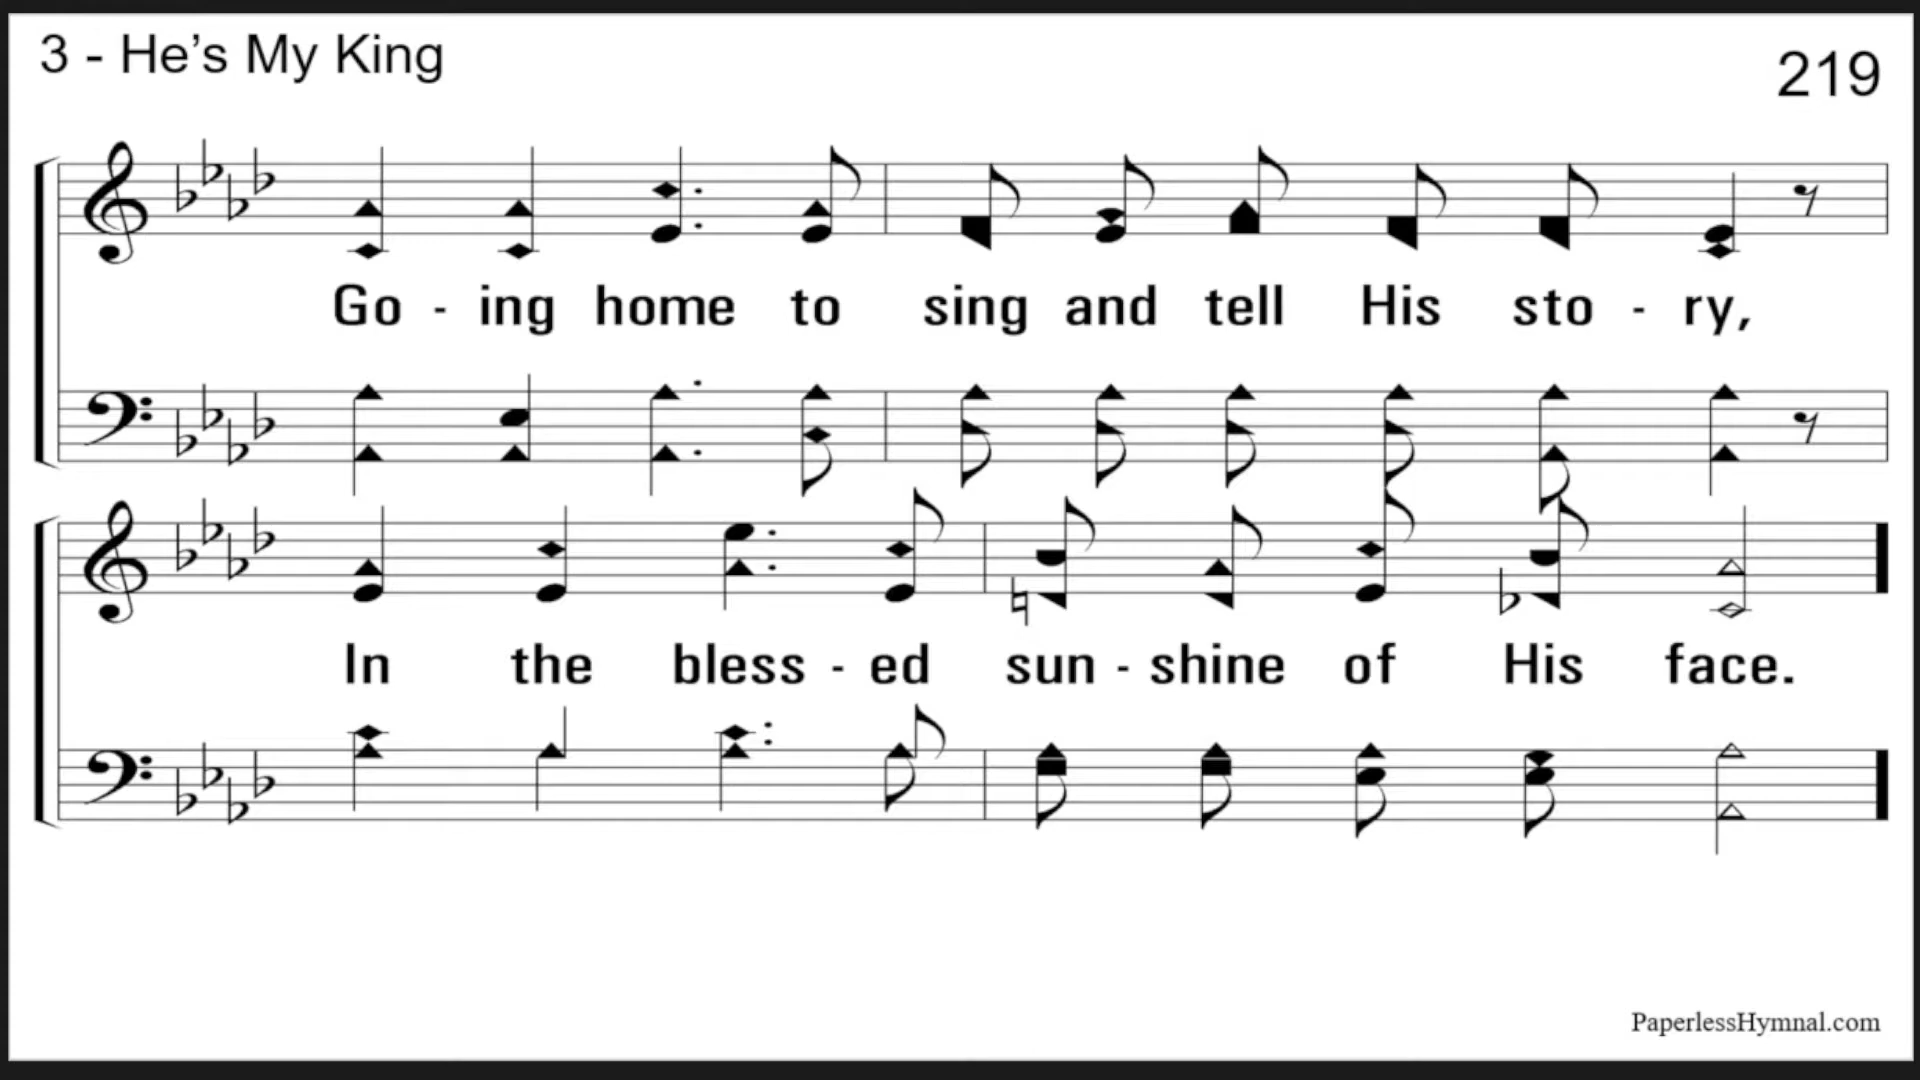 3 - He’s My King
219
Go - ing home to sing and tell His sto - ry,
In the bless - ed sun - shine of His face.
PaperlessHymnal.com